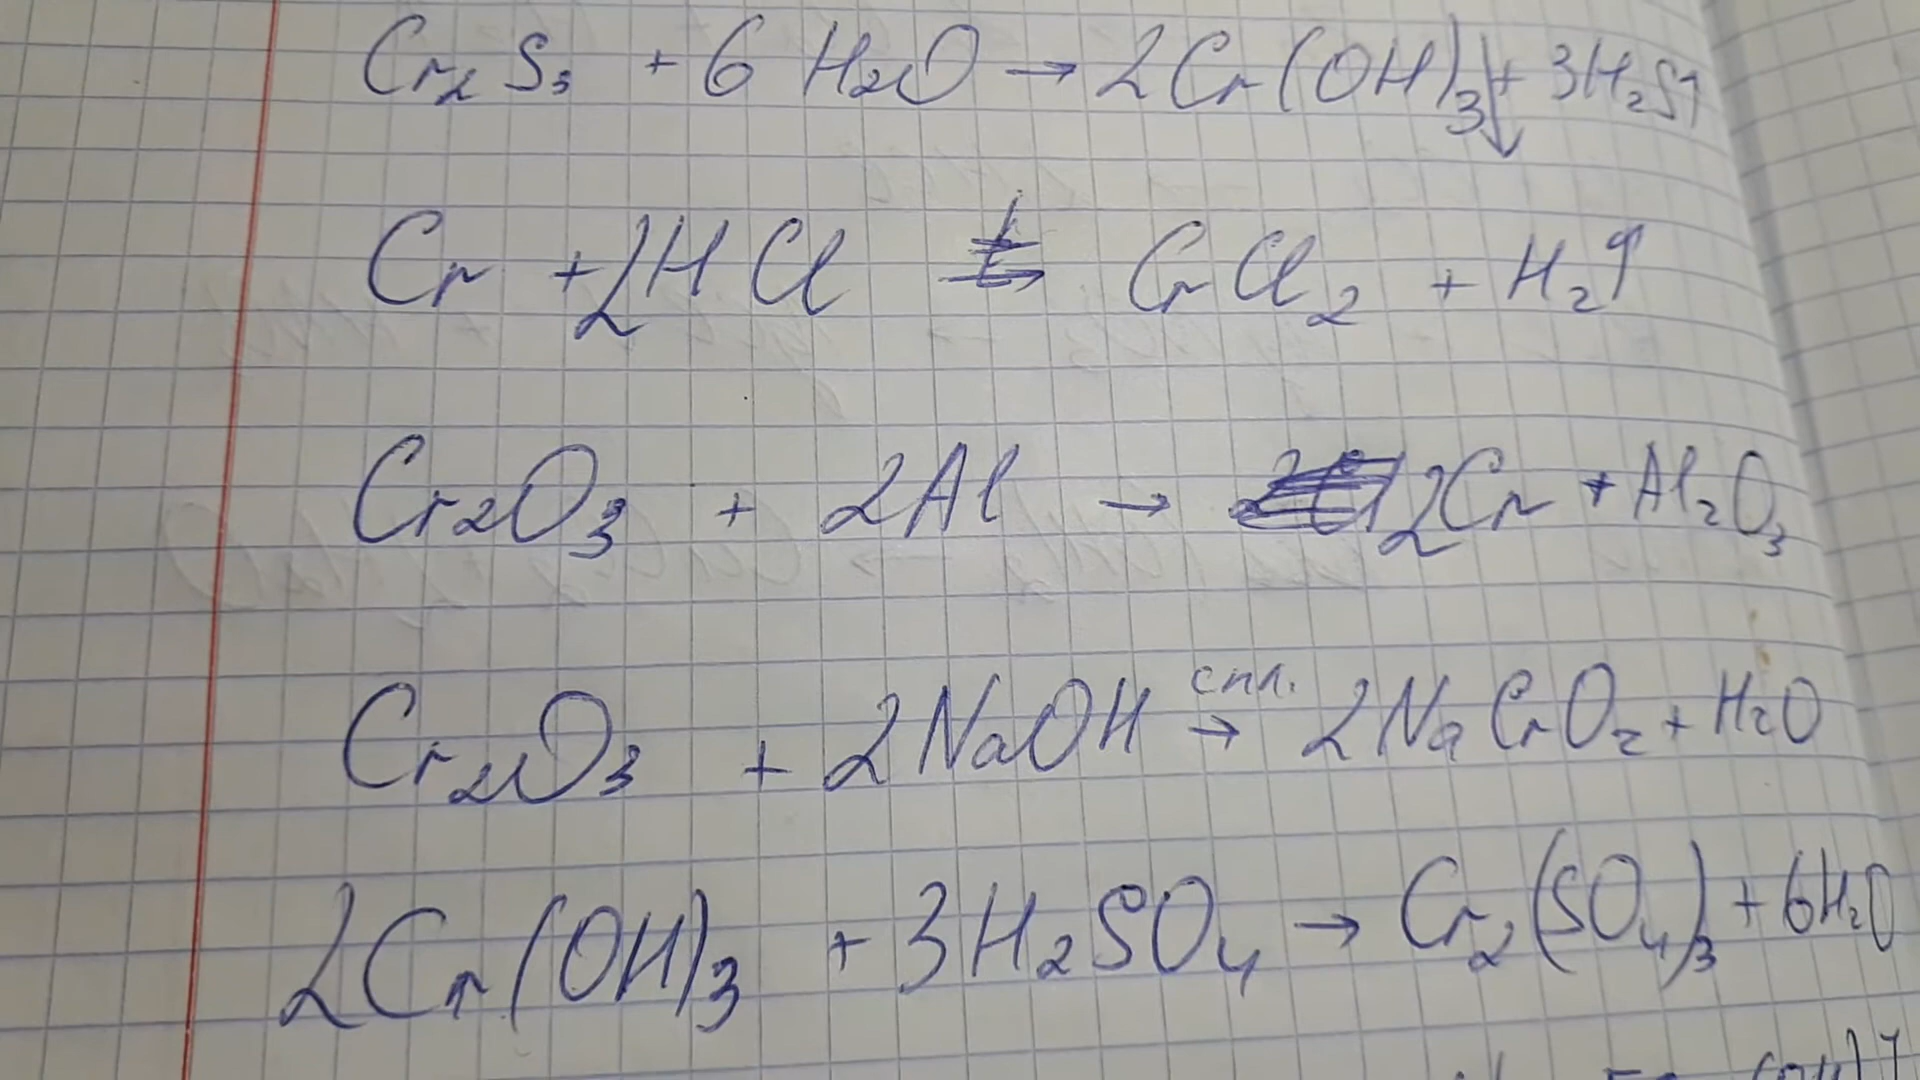 Cr₂S₃ + 6H₂O → 2Cr(OH)₃↓ + 3H₂S↑
Cr + 2HCl → CrCl₂ + H₂↑
Cr₂O₃ + 2Al → 2Cr + Al₂O₃
спл.
Cr₂O₃ + 2NaOH → 2NaCrO₂ + H₂O
2Cr(OH)₃ + 3H₂SO₄ → Cr₂(SO₄)₃ + 6H₂O